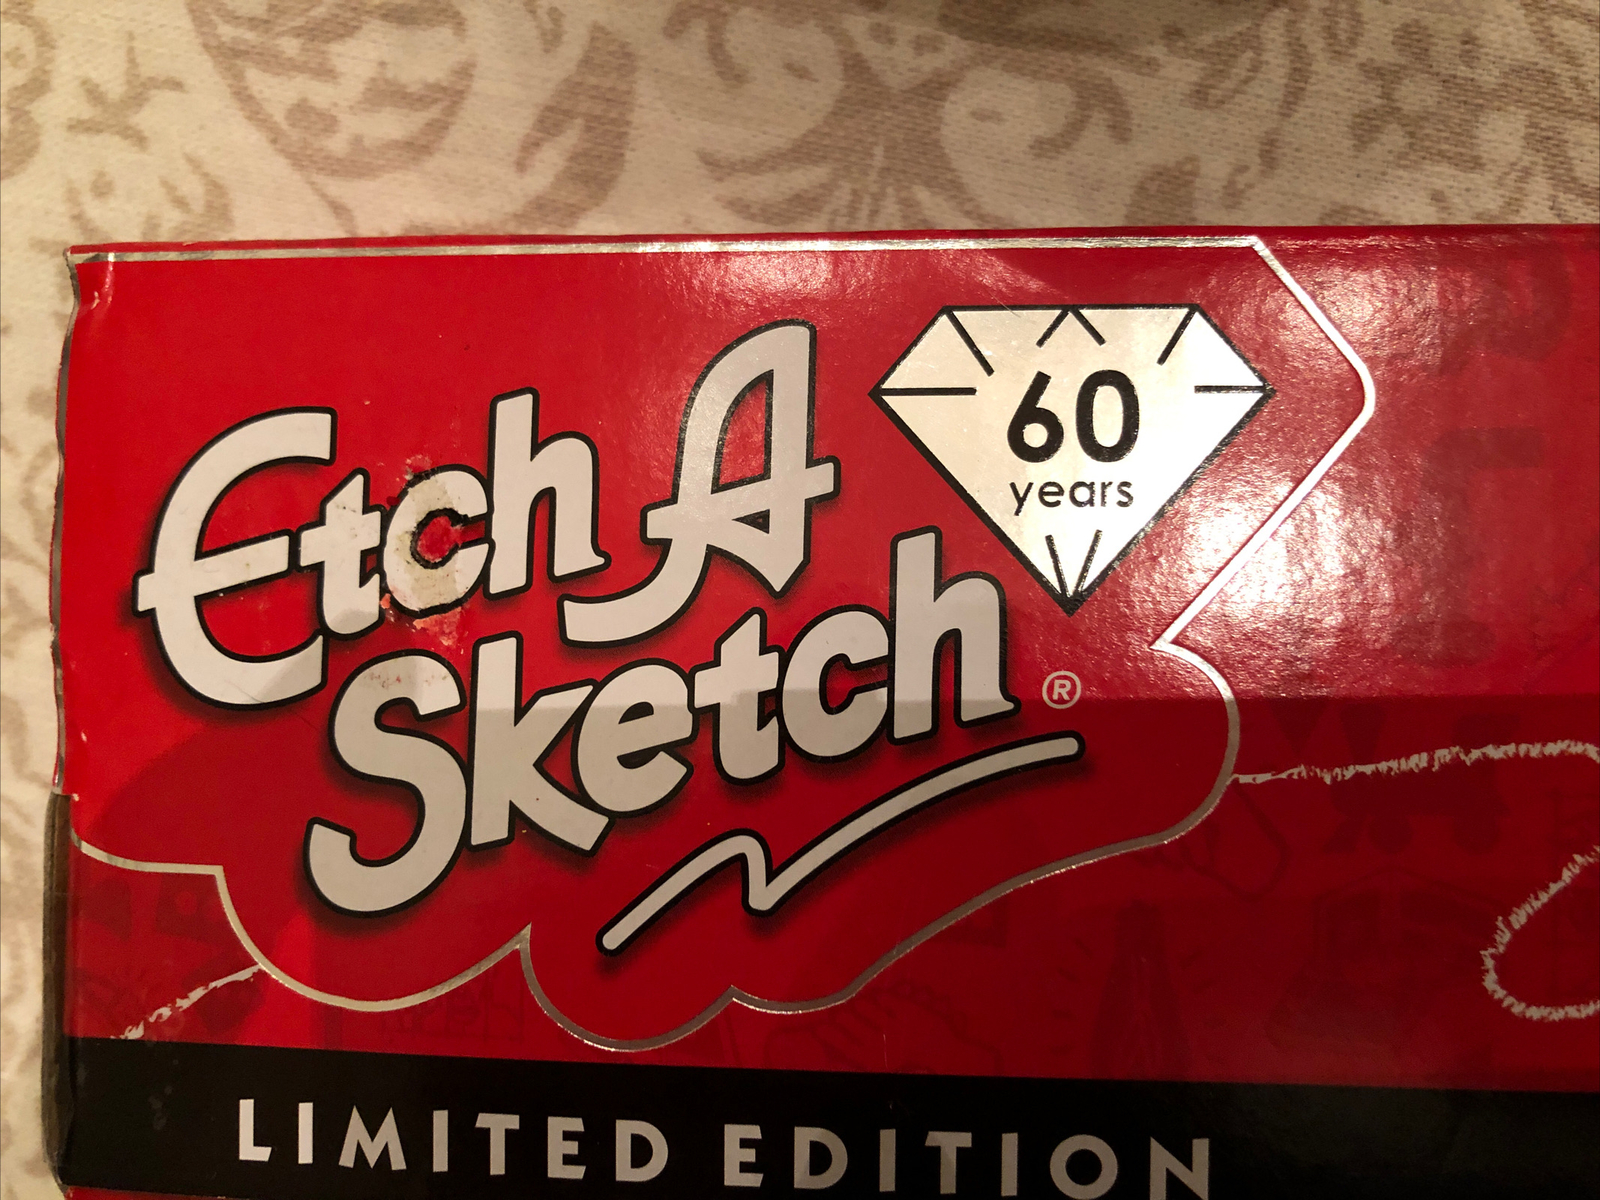 Etch A
Sketch®
60
years
LIMITED EDITION